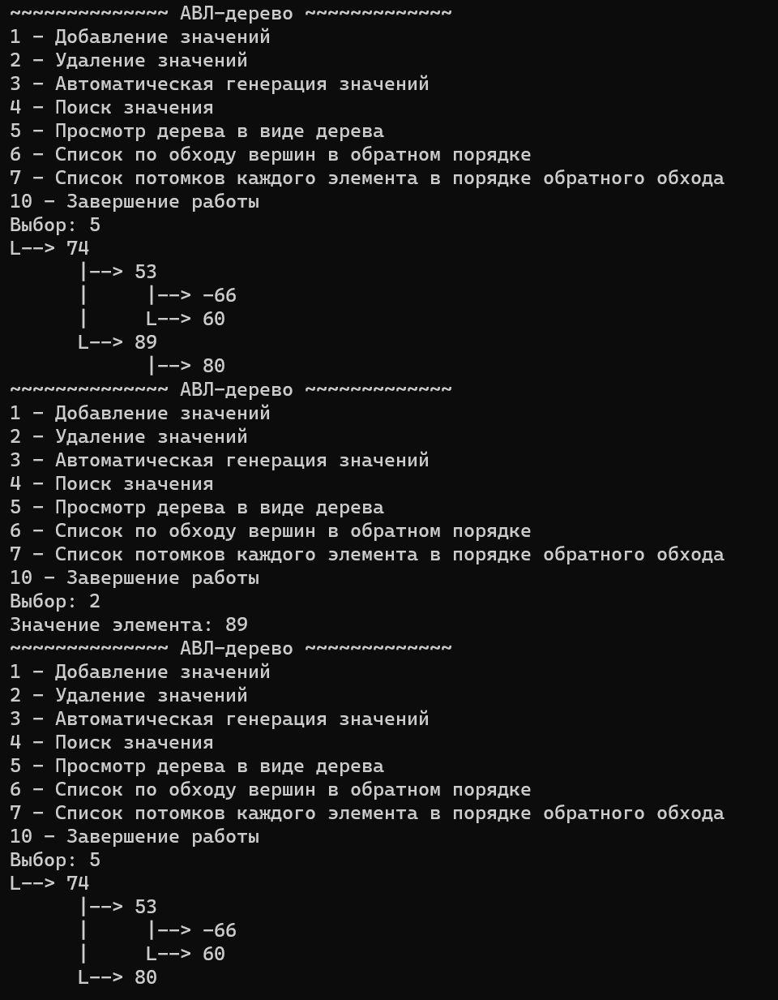 ~~~~~~~~~~~~~~ АВЛ-дерево ~~~~~~~~~~~~~
1 - Добавление значений
2 - Удаление значений
3 - Автоматическая генерация значений
4 - Поиск значения
5 - Просмотр дерева в виде дерева
6 - Список по обходу вершин в обратном порядке
7 - Список потомков каждого элемента в порядке обратного обхода
10 - Завершение работы
Выбор: 5
L--> 74
      |--> 53
      |     |--> -66
      |     L--> 60
      L--> 89
            |--> 80
~~~~~~~~~~~~~~ АВЛ-дерево ~~~~~~~~~~~~~
1 - Добавление значений
2 - Удаление значений
3 - Автоматическая генерация значений
4 - Поиск значения
5 - Просмотр дерева в виде дерева
6 - Список по обходу вершин в обратном порядке
7 - Список потомков каждого элемента в порядке обратного обхода
10 - Завершение работы
Выбор: 2
Значение элемента: 89
~~~~~~~~~~~~~~ АВЛ-дерево ~~~~~~~~~~~~~
1 - Добавление значений
2 - Удаление значений
3 - Автоматическая генерация значений
4 - Поиск значения
5 - Просмотр дерева в виде дерева
6 - Список по обходу вершин в обратном порядке
7 - Список потомков каждого элемента в порядке обратного обхода
10 - Завершение работы
Выбор: 5
L--> 74
      |--> 53
      |     |--> -66
      |     L--> 60
      L--> 80